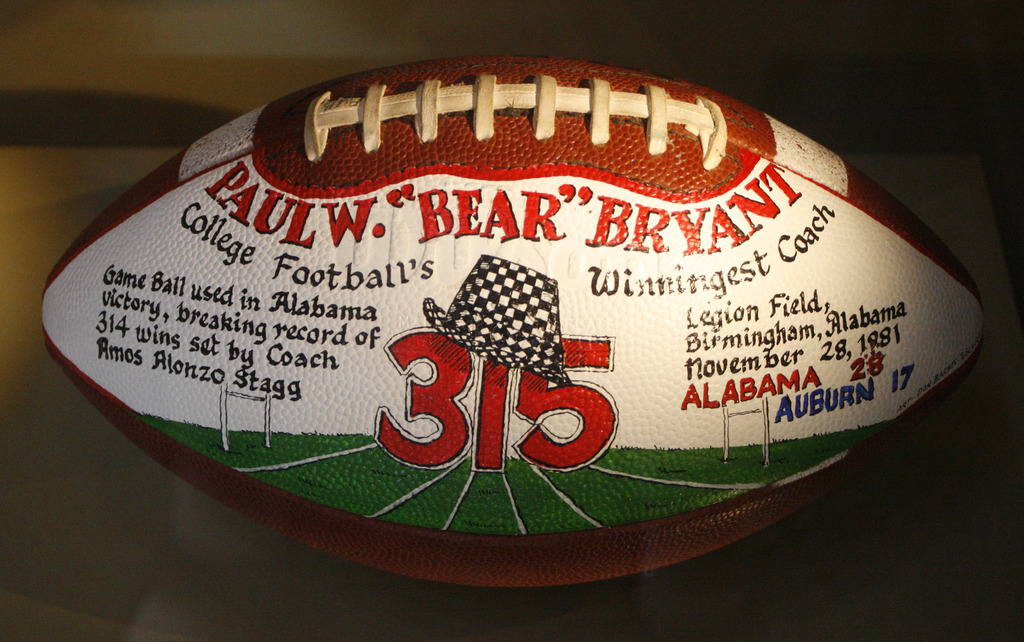 PAUL W. "BEAR" BRYANT
College Football's Winningest Coach
Game Ball used in Alabama
victory, breaking record of
314 wins set by Coach
Amos Alonzo Stagg
315
Legion Field,
Birmingham, Alabama
November 28, 1981
ALABAMA 28
AUBURN 17